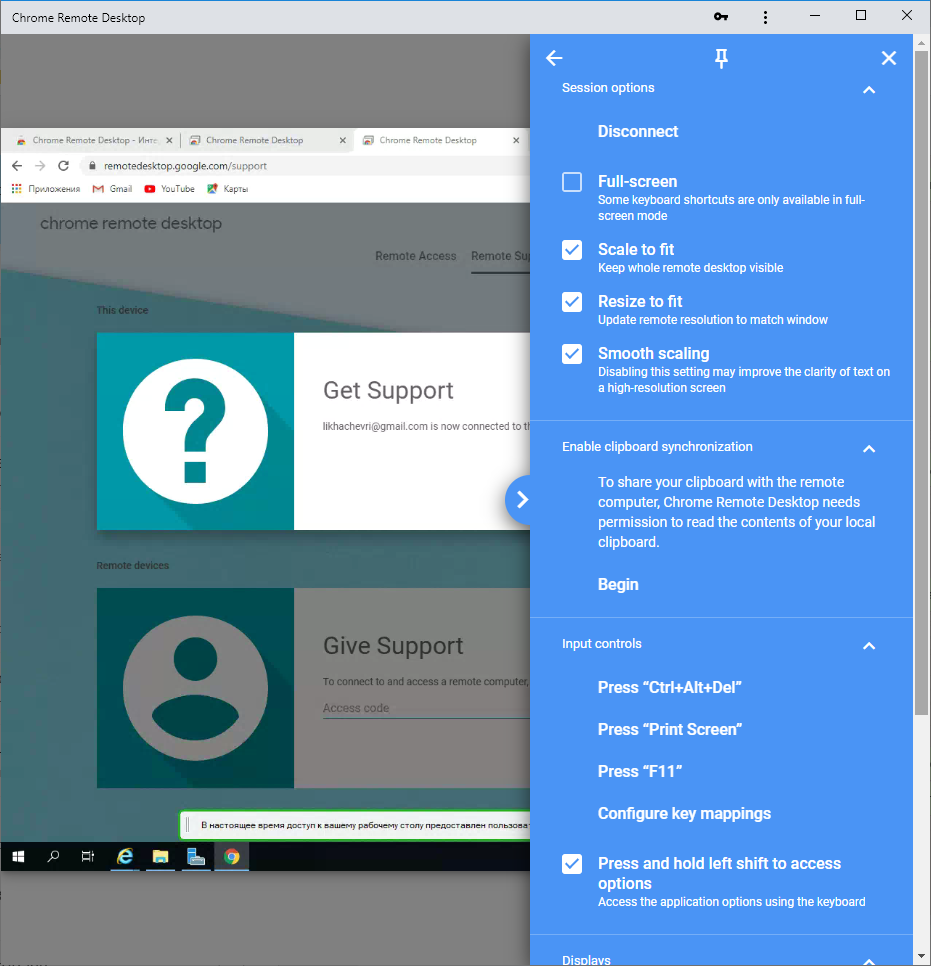 Chrome Remote Desktop
Session options
Disconnect
Full-screen
Some keyboard shortcuts are only available in full-
screen mode
Scale to fit
Keep whole remote desktop visible
Resize to fit
Update remote resolution to match window
Smooth scaling
Disabling this setting may improve the clarity of text on
a high-resolution screen
Enable clipboard synchronization
To share your clipboard with the remote
computer, Chrome Remote Desktop needs
permission to read the contents of your local
clipboard.
Begin
Input controls
Press “Ctrl+Alt+Del”
Press “Print Screen”
Press “F11”
Configure key mappings
Press and hold left shift to access
options
Access the application options using the keyboard
Displays
Chrome Remote Desktop - Инте
Chrome Remote Desktop
Chrome Remote Desktop
remotedesktop.google.com/support
Приложения Gmail YouTube Карты
chrome remote desktop
Remote Access Remote Sup
This device
Get Support
likhachevri@gmail.com is now connected to th
Remote devices
Give Support
To connect to and access a remote computer,
Access code
В настоящее время доступ к вашему рабочему столу предоставлен пользоват